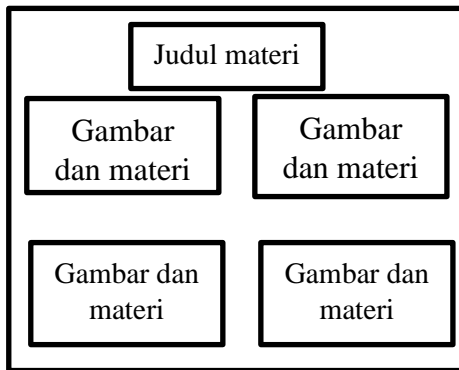 Judul materi
Gambar
dan materi
Gambar
dan materi
Gambar dan
materi
Gambar dan
materi